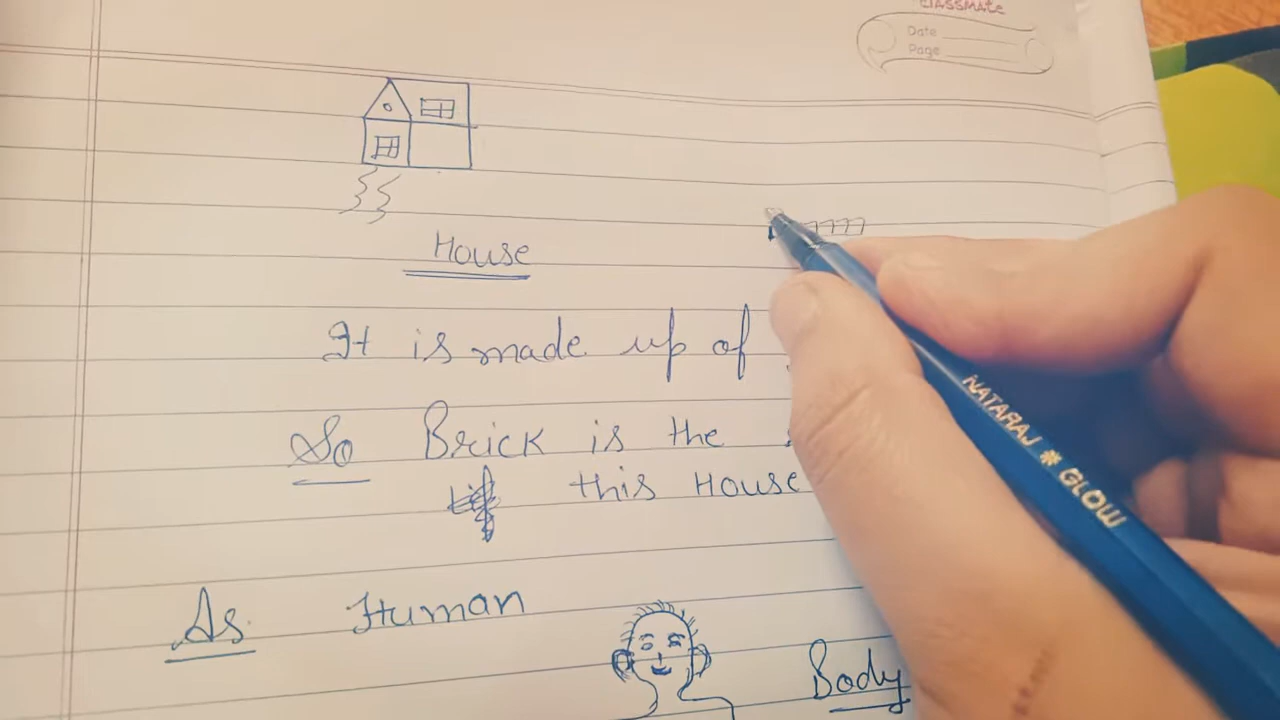 classmate
Date
Page
House
It is made up of
So Brick is the
this House
As Human
Body
NATARAJ * GLOW